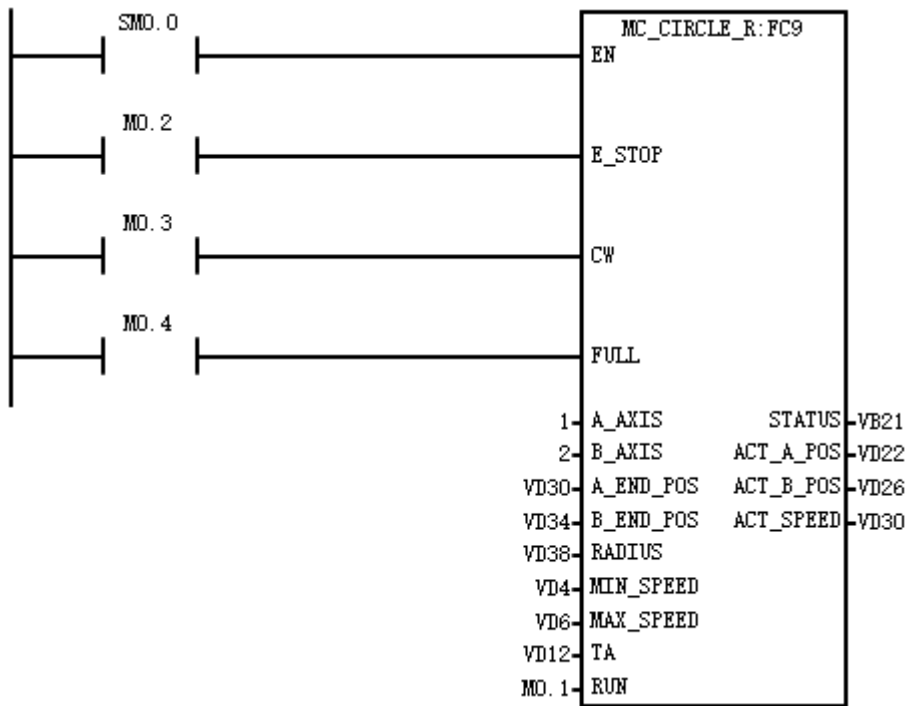 SM0.0
MC_CIRCLE_R:FC9
EN
M0.2
E_STOP
M0.3
CW
M0.4
FULL
1 A_AXIS STATUS VB21
2 B_AXIS ACT_A_POS VD22
VD30 A_END_POS ACT_B_POS VD26
VD34 B_END_POS ACT_SPEED VD30
VD38 RADIUS
VD4 MIN_SPEED
VD6 MAX_SPEED
VD12 TA
M0.1 RUN